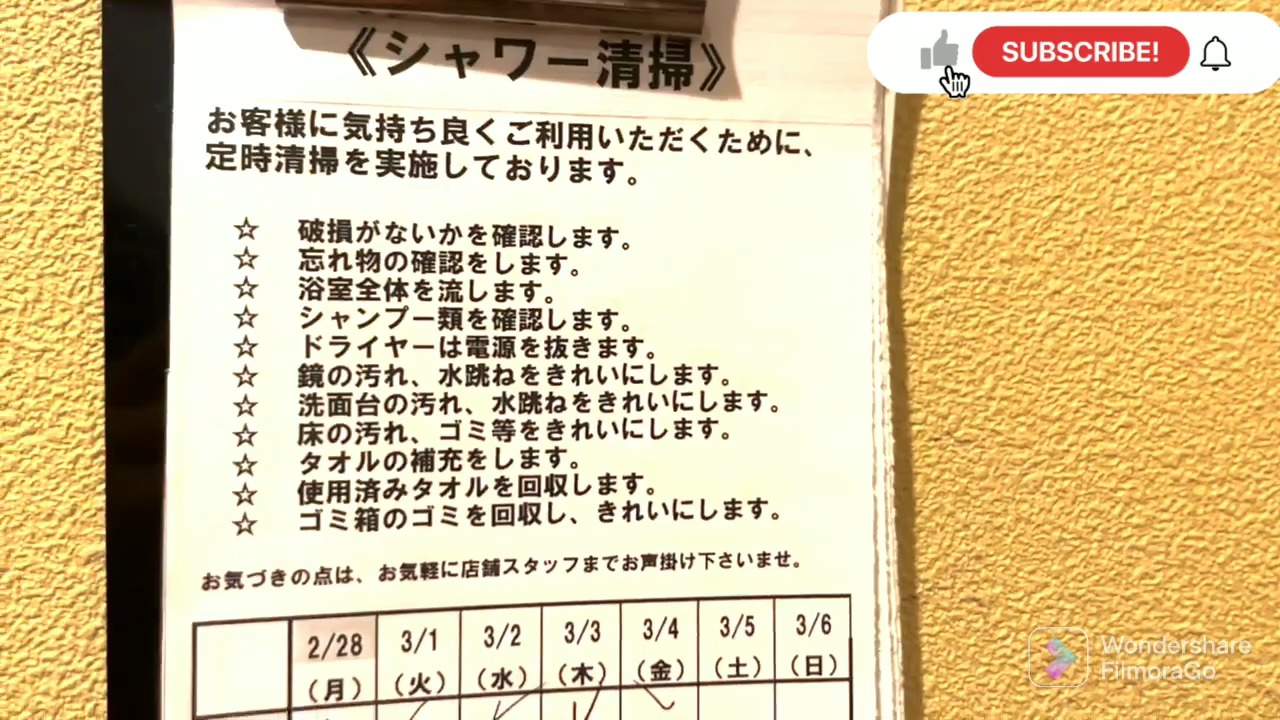 SUBSCRIBE!
《シャワー清掃》
お客様に気持ち良くご利用いただくために、
定時清掃を実施しております。
☆ 破損がないかを確認します。
☆ 忘れ物の確認をします。
☆ 浴室全体を流します。
☆ シャンプー類を確認します。
☆ ドライヤーは電源を抜きます。
☆ 鏡の汚れ、水跳ねをきれいにします。
☆ 洗面台の汚れ、水跳ねをきれいにします。
☆ 床の汚れ、ゴミ等をきれいにします。
☆ タオルの補充をします。
☆ 使用済みタオルを回収します。
☆ ゴミ箱のゴミを回収し、きれいにします。
お気づきの点は、お気軽に店舗スタッフまでお声掛け下さいませ。
2/28 3/1 3/2 3/3 3/4 3/5 3/6
(月) (火) (水) (木) (金) (土) (日)
Wondershare
FilmoraGo